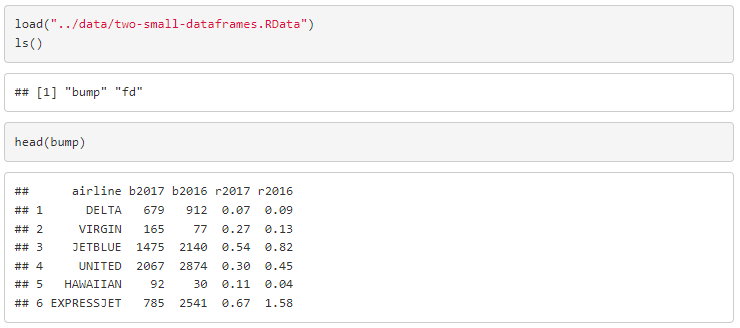 load("../data/two-small-dataframes.RData")
ls()
## [1] "bump" "fd"
head(bump)
##      airline b2017 b2016 r2017 r2016
## 1      DELTA   679   912  0.07  0.09
## 2     VIRGIN   165    77  0.27  0.13
## 3    JETBLUE  1475  2140  0.54  0.82
## 4     UNITED  2067  2874  0.30  0.45
## 5   HAWAIIAN    92    30  0.11  0.04
## 6 EXPRESSJET   785  2541  0.67  1.58